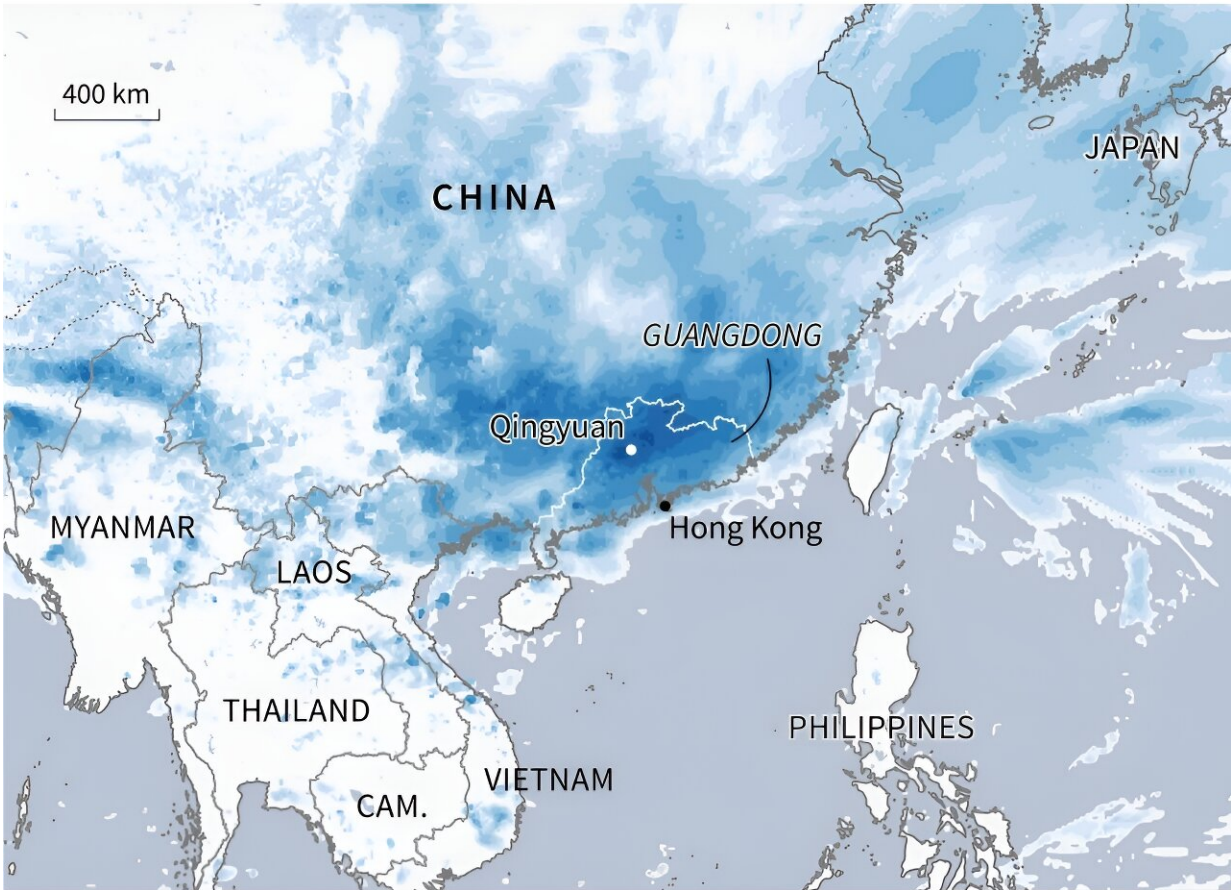 400 km
JAPAN
CHINA
GUANGDONG
Qingyuan
MYANMAR
Hong Kong
LAOS
THAILAND
PHILIPPINES
VIETNAM
CAM.